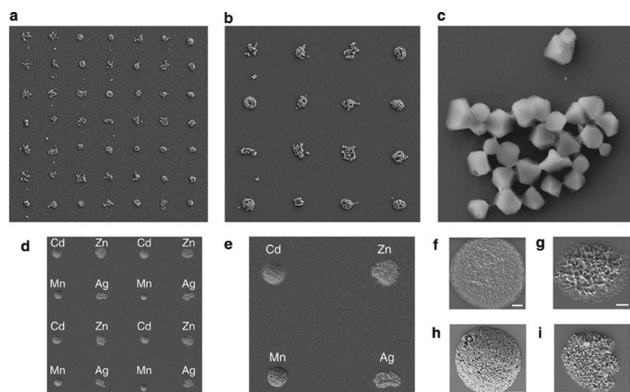 a
b
c
d
Cd Zn Cd Zn
Mn Ag Mn Ag
Cd Zn Cd Zn
Mn Ag Mn Ag
e
Cd Zn
Mn Ag
f
g
h
i